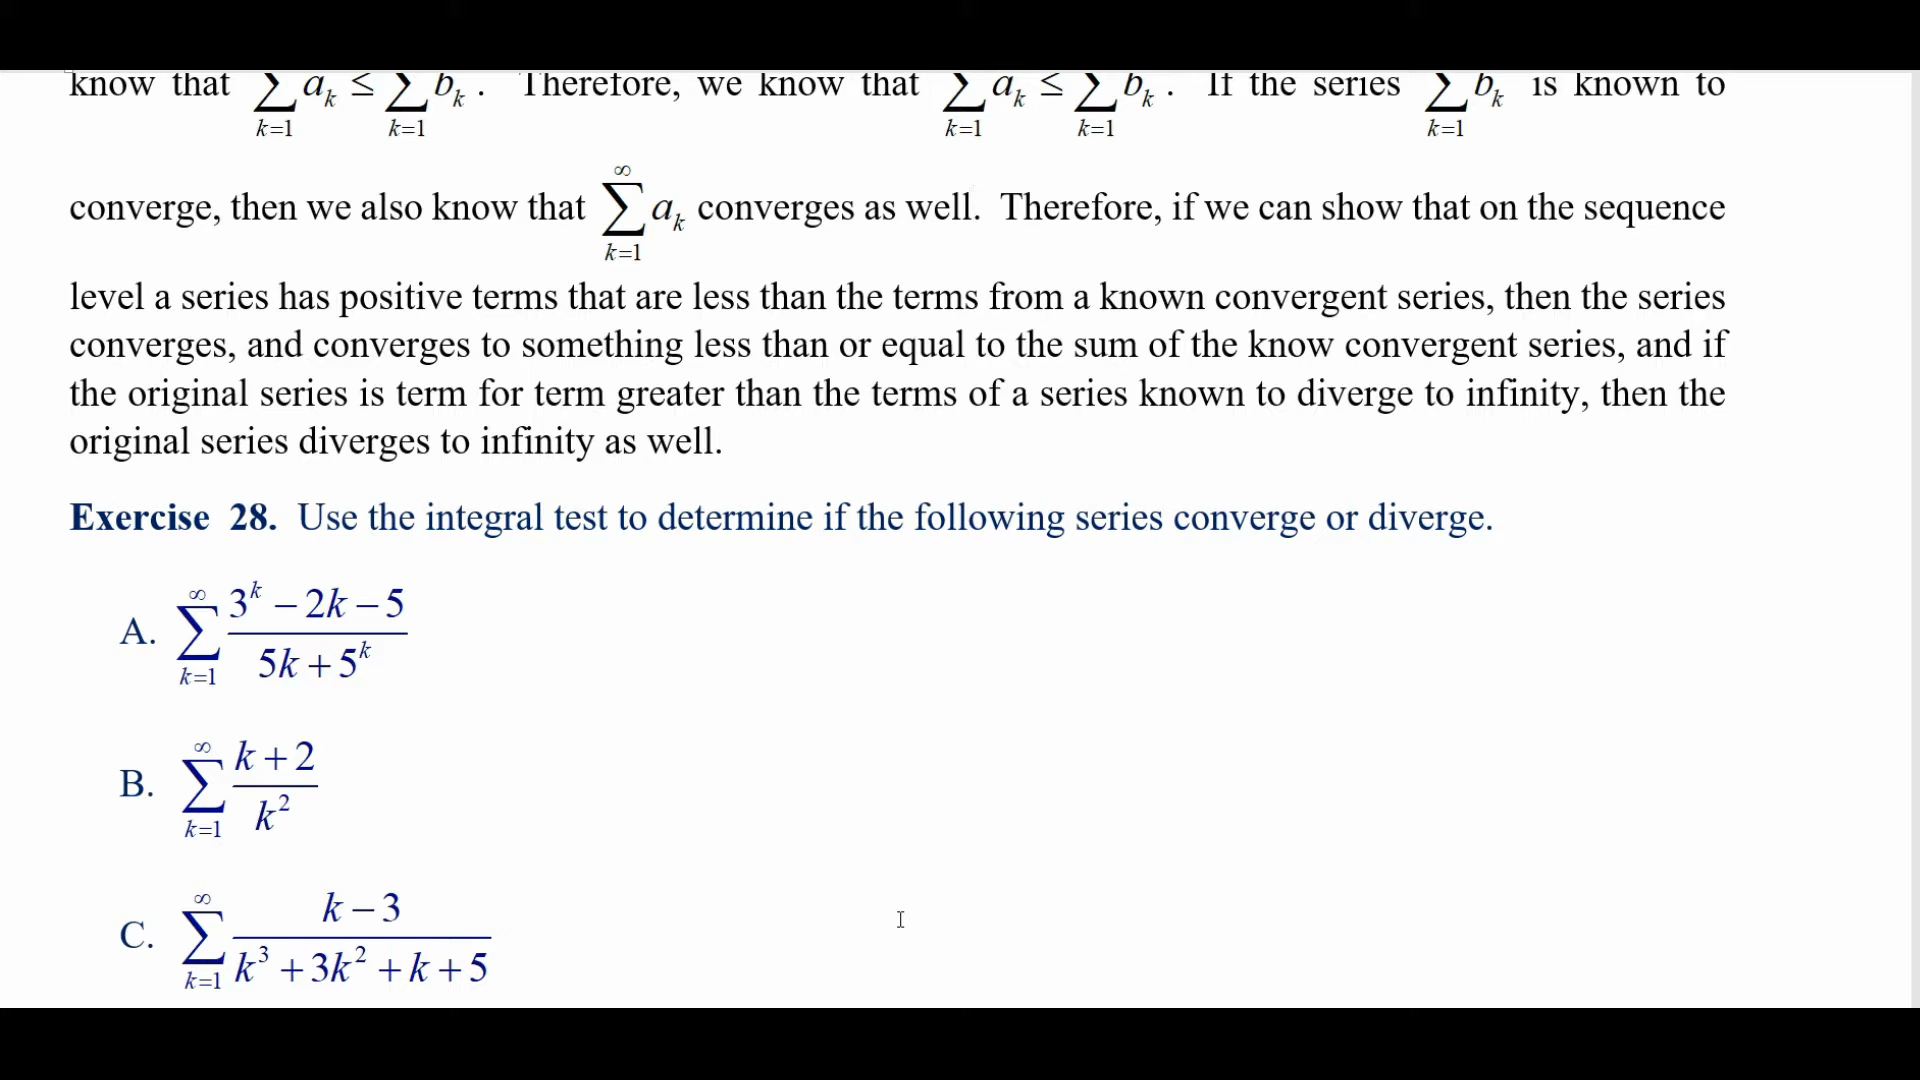 know that ∑ a_k ≤ ∑ b_k . Therefore, we know that ∑ a_k ≤ ∑ b_k . If the series ∑ b_k is known to
k=1 k=1 k=1 k=1 k=1
∞
converge, then we also know that ∑ a_k converges as well. Therefore, if we can show that on the sequence
k=1
level a series has positive terms that are less than the terms from a known convergent series, then the series
converges, and converges to something less than or equal to the sum of the know convergent series, and if
the original series is term for term greater than the terms of a series known to diverge to infinity, then the
original series diverges to infinity as well.
Exercise 28. Use the integral test to determine if the following series converge or diverge.
∞ 3^k − 2k − 5
A. ∑
k=1 5k + 5^k
∞ k + 2
B. ∑
k=1 k^2
∞ k − 3
C. ∑
k=1 k^3 + 3k^2 + k + 5